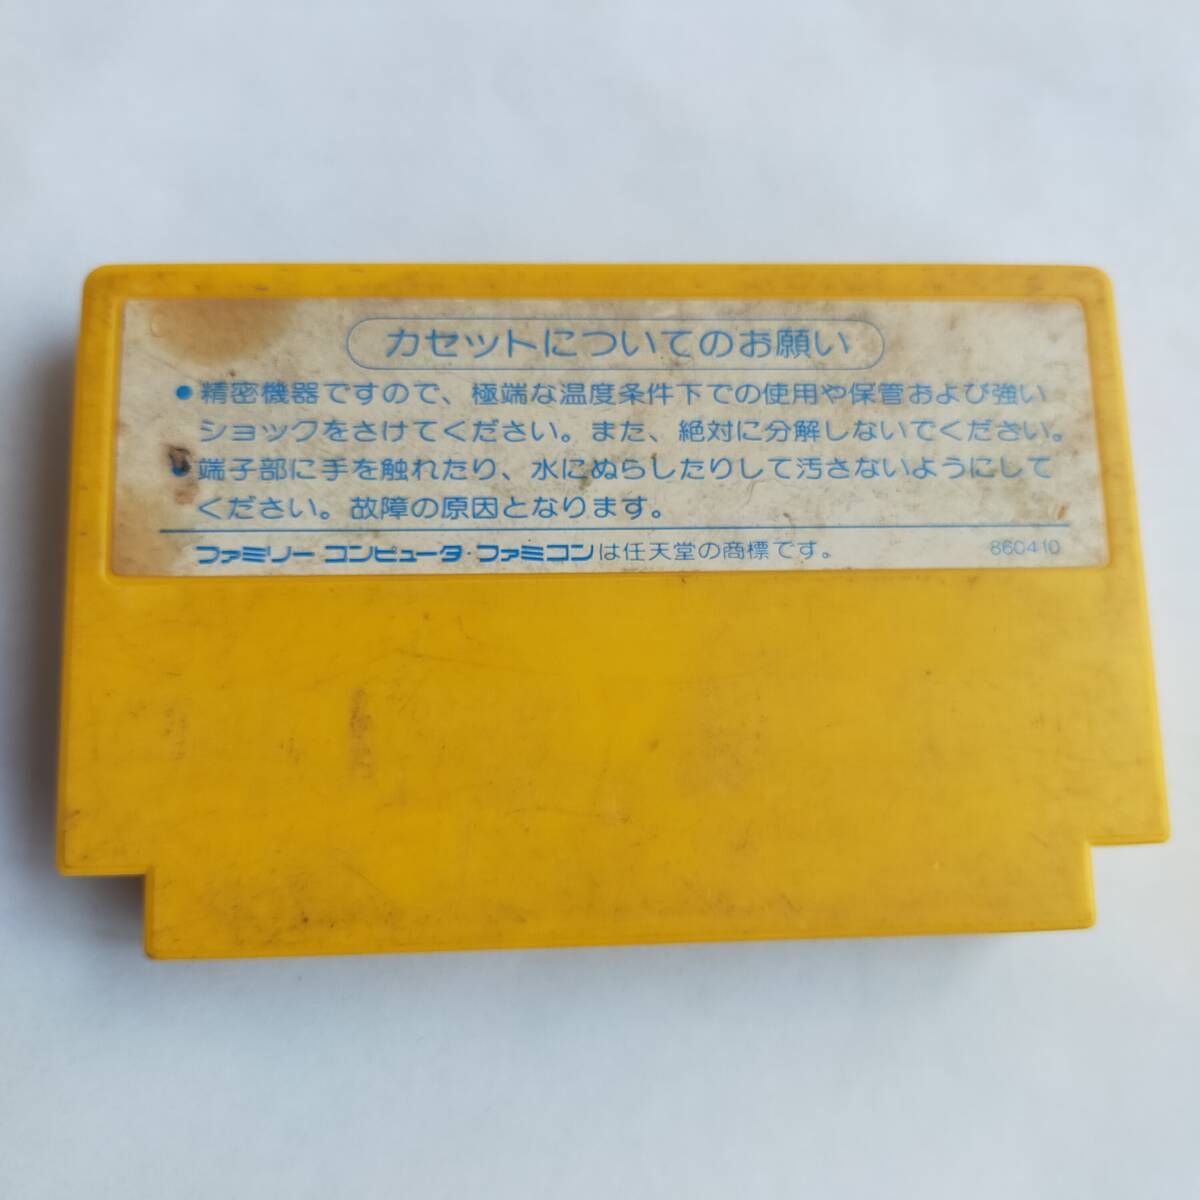 カセットについてのお願い
●精密機器ですので、極端な温度条件下での使用や保管および強い
ショックをさけてください。また、絶対に分解しないでください。
●端子部に手を触れたり、水にぬらしたりして汚さないようにして
ください。故障の原因となります。
ファミリー コンピュータ・ファミコンは任天堂の商標です。 860410